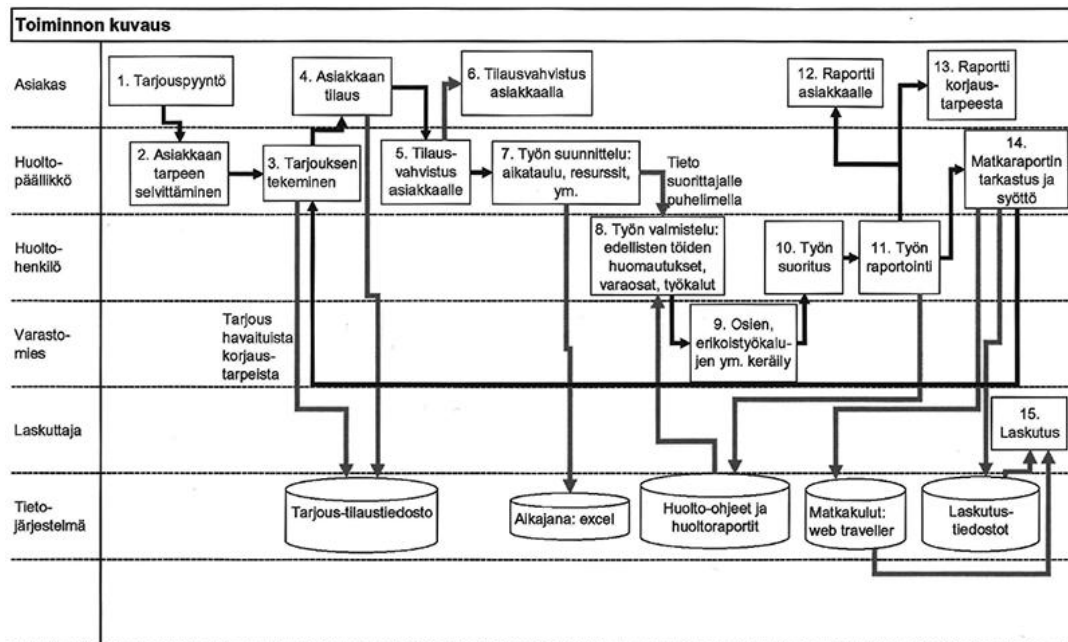 Toiminnon kuvaus
Asiakas
1. Tarjouspyyntö
4. Asiakkaan
tilaus
6. Tilausvahvistus
asiakkaalla
12. Raportti
asiakkaalle
13. Raportti
korjaus-
tarpeesta
Huolto-
päällikkö
2. Asiakkaan
tarpeen
selvittäminen
3. Tarjouksen
tekeminen
5. Tilaus-
vahvistus
asiakkaalle
7. Työn suunnittelu:
aikataulu, resurssit,
ym.
Tieto
suorittajalle
puhelimella
14.
Matkaraportin
tarkastus ja
syöttö
Huolto-
henkilö
8. Työn valmistelu:
edellisten töiden
huomautukset,
varaosat, työkalut
10. Työn
suoritus
11. Työn
raportointi
Varasto-
mies
Tarjous
havaituista
korjaus-
tarpeista
9. Osien,
erikoistyökalu-
jen ym. keräily
Laskuttaja
15.
Laskutus
Tieto-
järjestelmä
Tarjous-tilaustiedosto
Aikajana: excel
Huolto-ohjeet ja
huoltoraportit
Matkakulut:
web traveller
Laskutus-
tiedostot